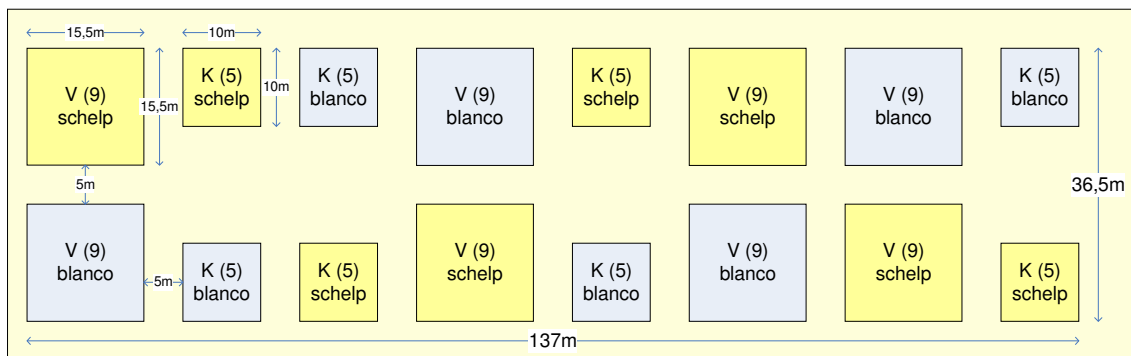 15,5m
10m
V (9)
schelp
15,5m
K (5)
schelp
10m
K (5)
blanco
V (9)
blanco
K (5)
schelp
V (9)
schelp
V (9)
blanco
K (5)
blanco
5m
36,5m
V (9)
blanco
5m
K (5)
blanco
K (5)
schelp
V (9)
schelp
K (5)
blanco
V (9)
blanco
V (9)
schelp
K (5)
schelp
137m